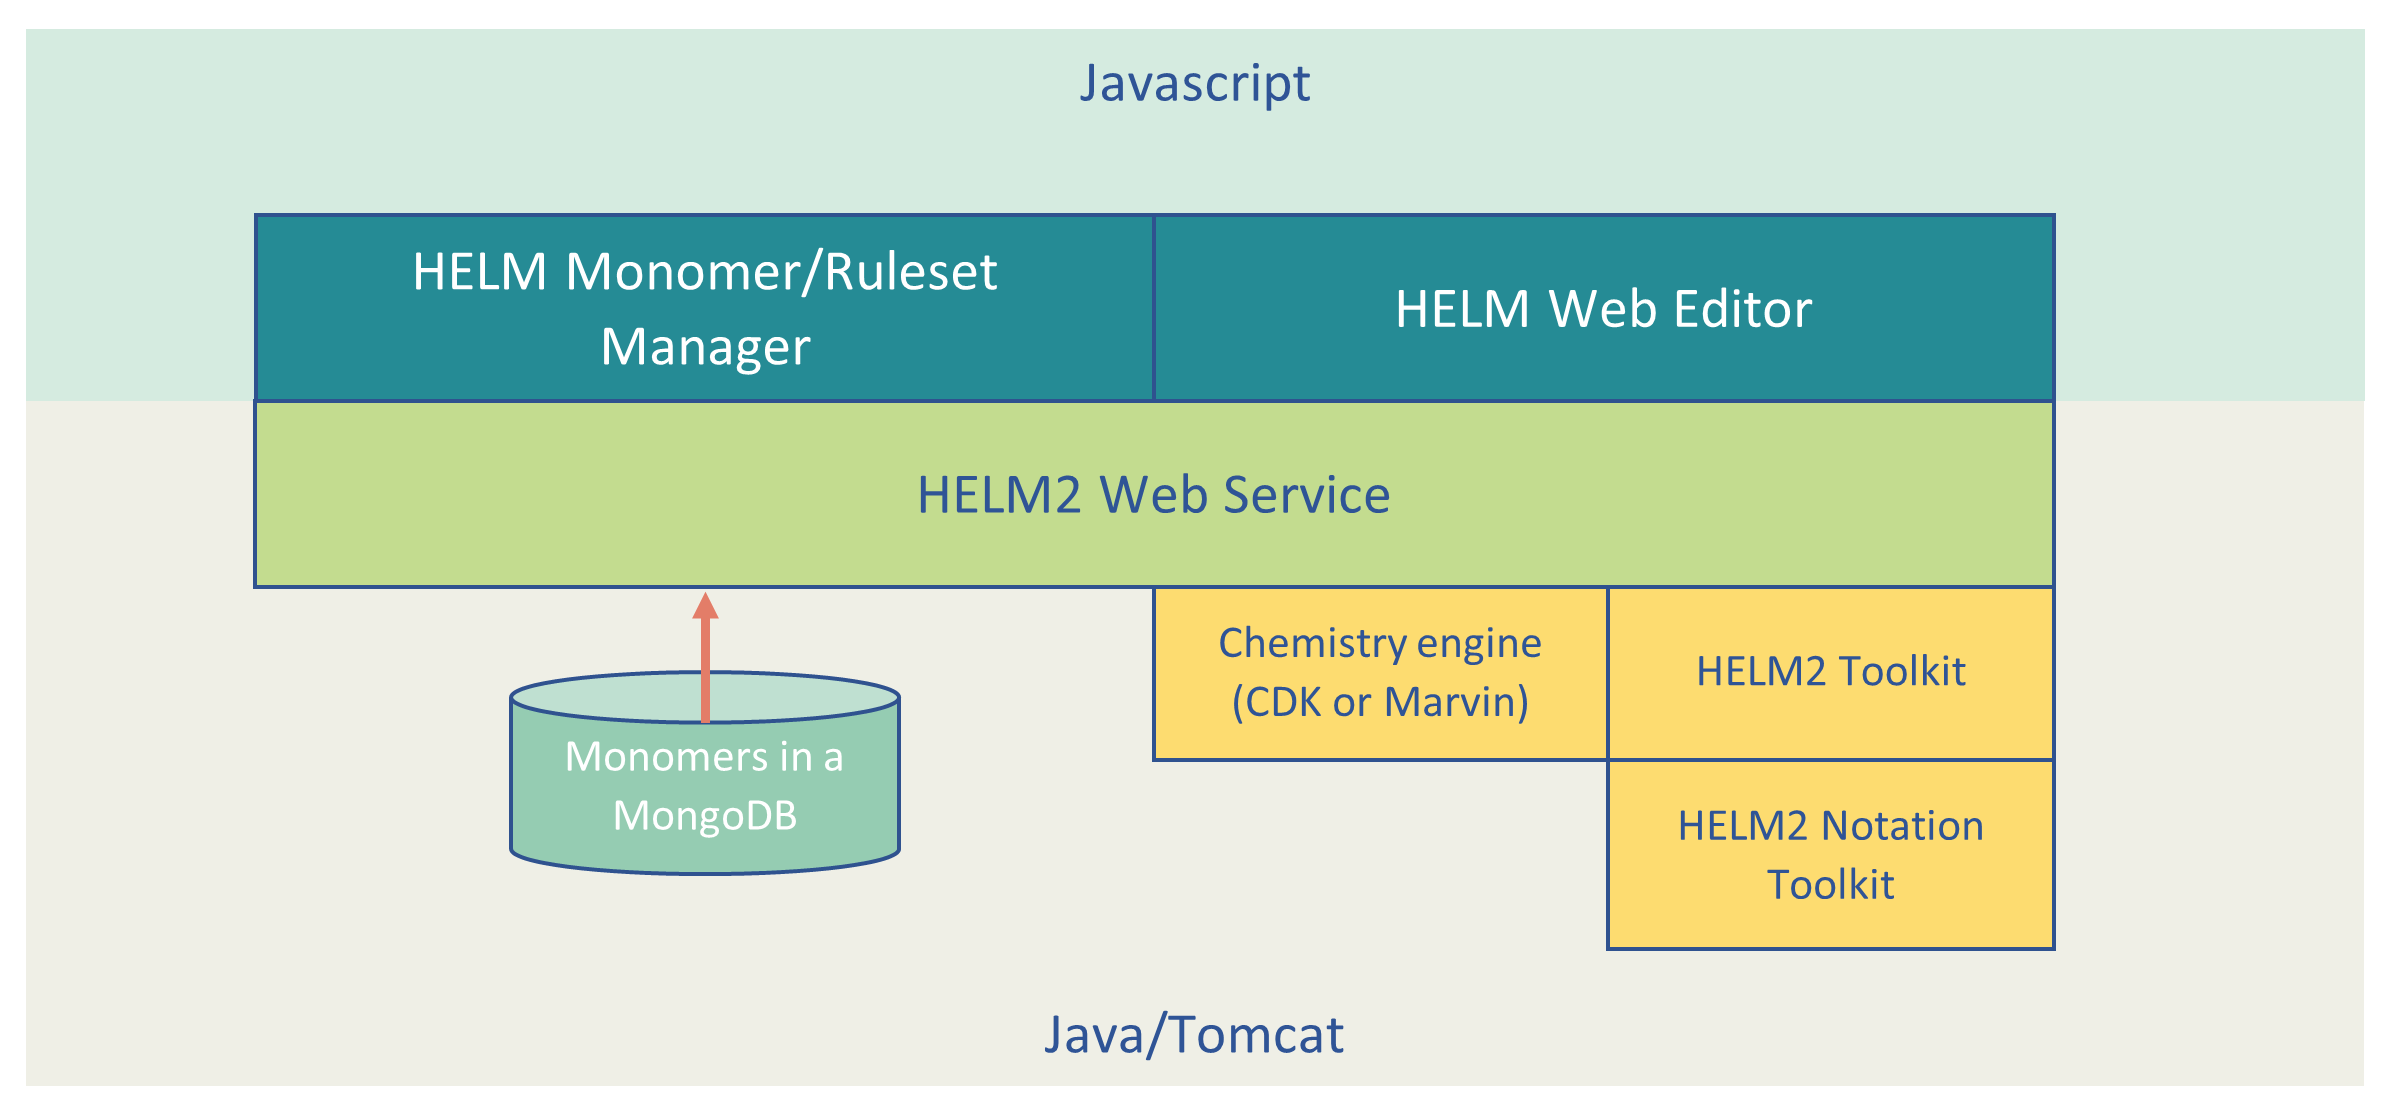 Javascript
HELM Monomer/Ruleset
Manager
HELM Web Editor
HELM2 Web Service
Chemistry engine
(CDK or Marvin)
HELM2 Toolkit
Monomers in a
MongoDB
HELM2 Notation
Toolkit
Java/Tomcat